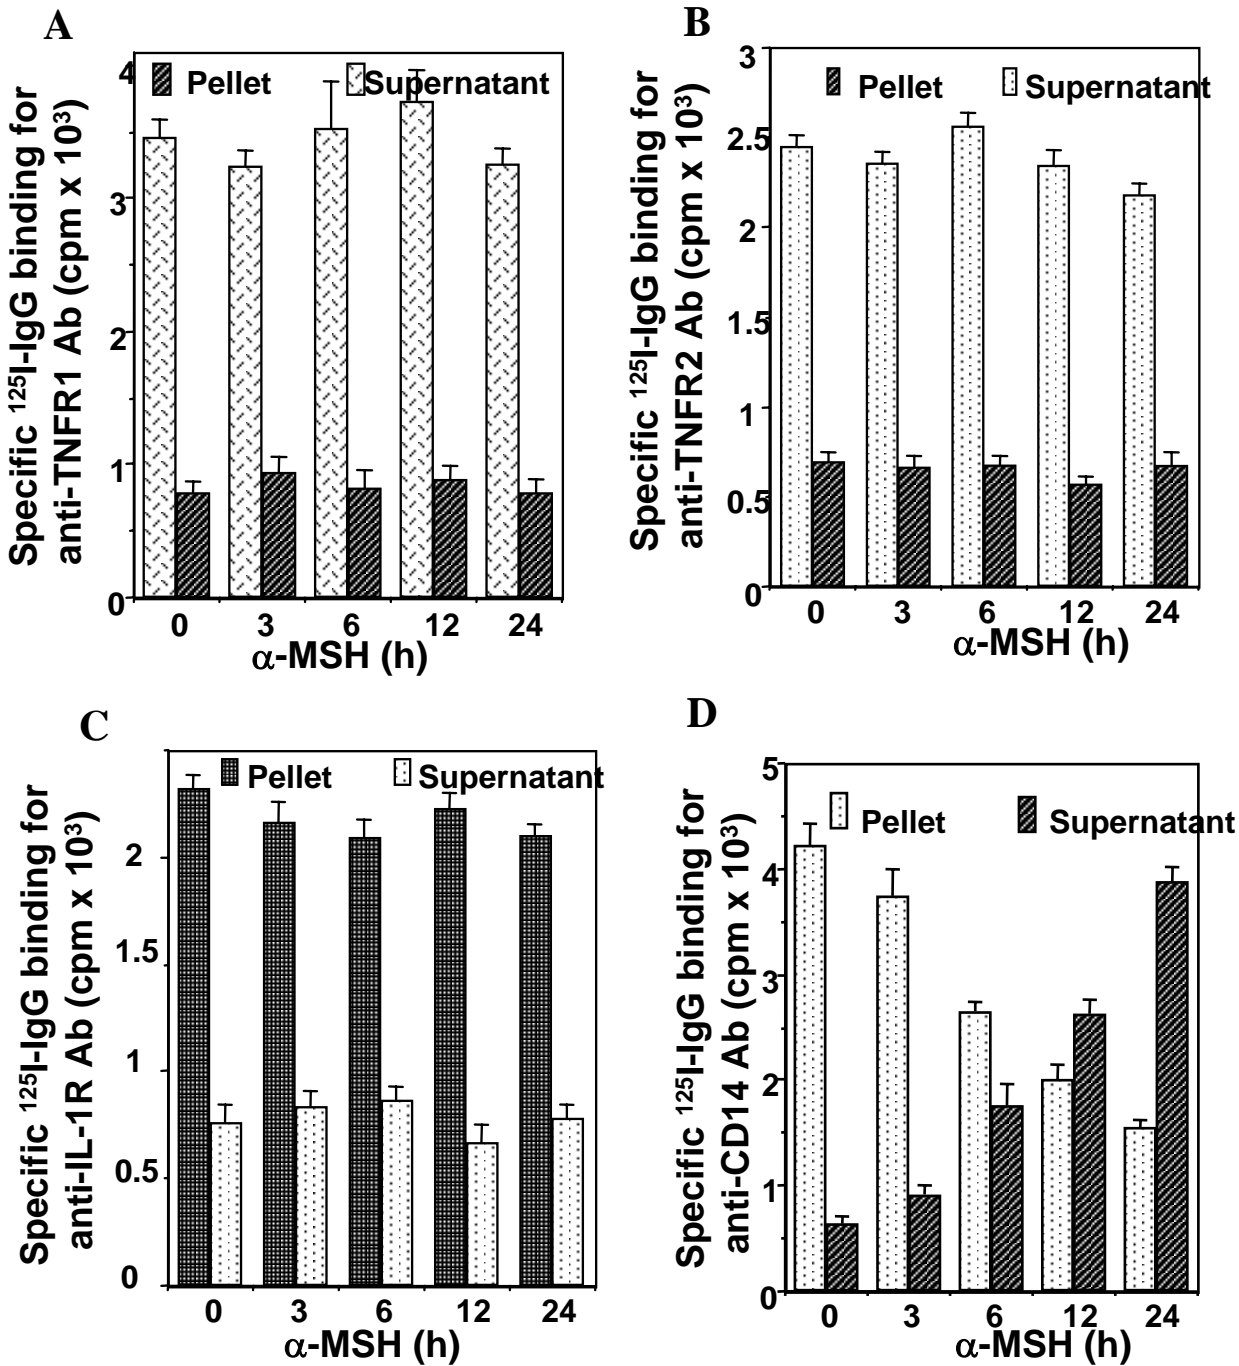 A
Specific ¹²⁵I-IgG binding for
anti-TNFR1 Ab (cpm x 10³)
Pellet Supernatant
4
3
2
1
0
0 3 6 12 24
α-MSH (h)
B
Specific ¹²⁵I-IgG binding for
anti-TNFR2 Ab (cpm x 10³)
Pellet Supernatant
3
2.5
2
1.5
1
0.5
0
0 3 6 12 24
α-MSH (h)
C
Specific ¹²⁵I-IgG binding for
anti-IL-1R Ab (cpm x 10³)
Pellet Supernatant
2
1.5
1
0.5
0
0 3 6 12 24
α-MSH (h)
D
Specific ¹²⁵I-IgG binding for
anti-CD14 Ab (cpm x 10³)
Pellet Supernatant
5
4
3
2
1
0
0 3 6 12 24
α-MSH (h)